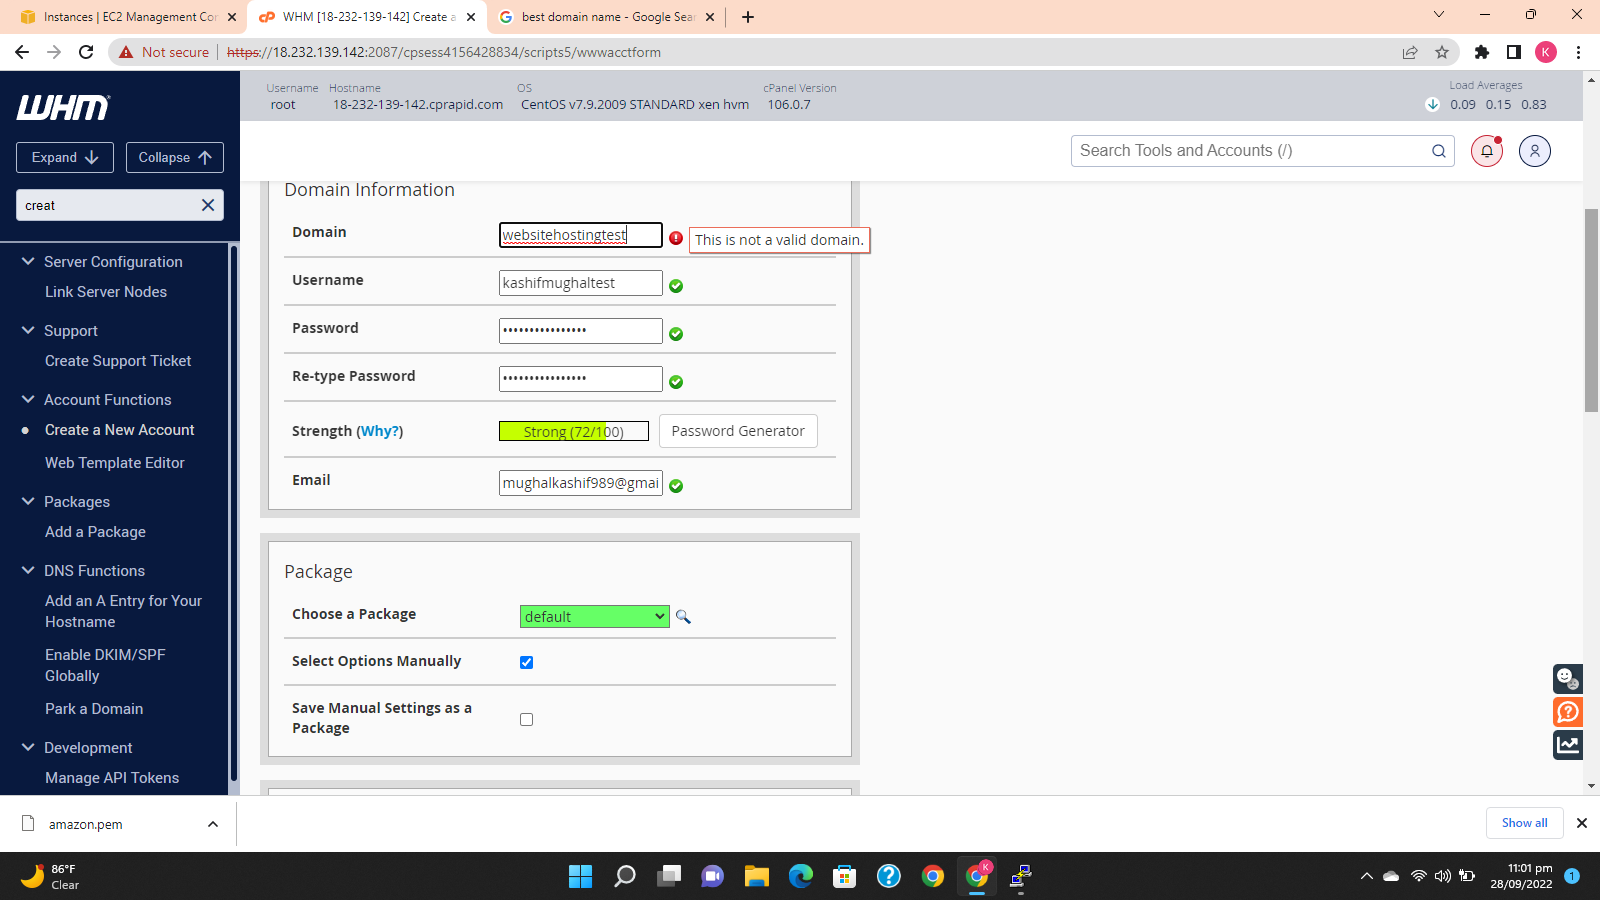 Instances | EC2 Management Cor
WHM [18-232-139-142] Create a
best domain name - Google Sear
Not secure
https://18.232.139.142:2087/cpsess4156428834/scripts5/wwwacctform
K
WHM
Expand
Collapse
creat
Server Configuration
Link Server Nodes
Support
Create Support Ticket
Account Functions
Create a New Account
Web Template Editor
Packages
Add a Package
DNS Functions
Add an A Entry for Your
Hostname
Enable DKIM/SPF
Globally
Park a Domain
Development
Manage API Tokens
Username
root
Hostname
18-232-139-142.cprapid.com
OS
CentOS v7.9.2009 STANDARD xen hvm
cPanel Version
106.0.7
Load Averages
0.09 0.15 0.83
Search Tools and Accounts (/)
Domain Information
Domain
websitehostingtest
This is not a valid domain.
Username
kashifmughaltest
Password
••••••••••••••••
Re-type Password
••••••••••••••••
Strength (Why?)
Strong (72/100)
Password Generator
Email
mughalkashif989@gmai
Package
Choose a Package
default
Select Options Manually
Save Manual Settings as a
Package
amazon.pem
Show all
86°F
Clear
K
11:01 pm
28/09/2022
1